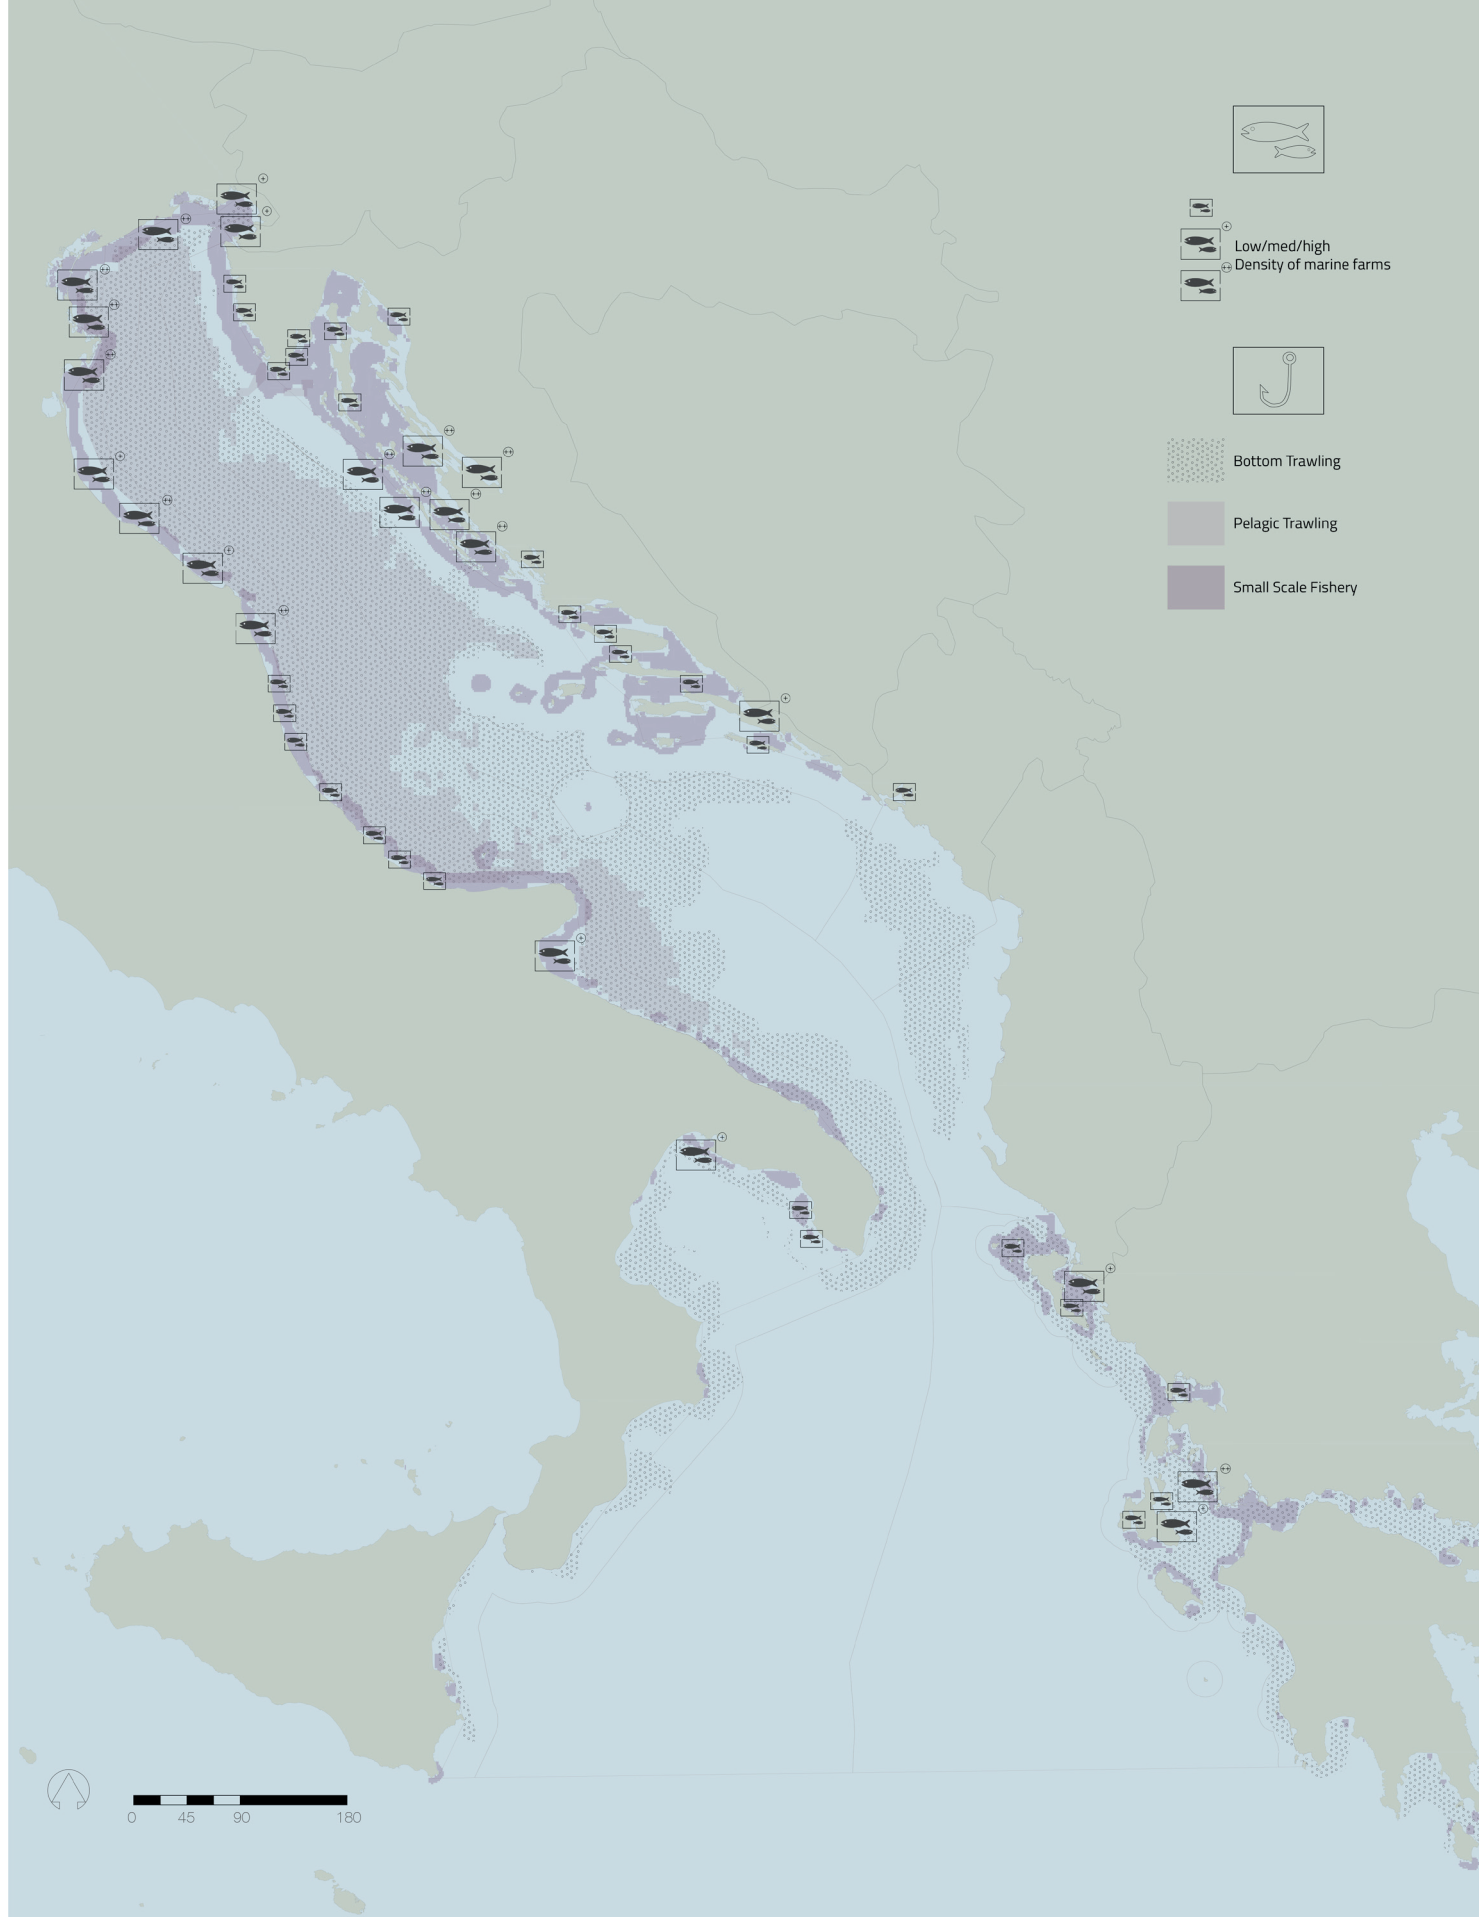 Low/med/high
Density of marine farms
Bottom Trawling
Pelagic Trawling
Small Scale Fishery
0 45 90 180